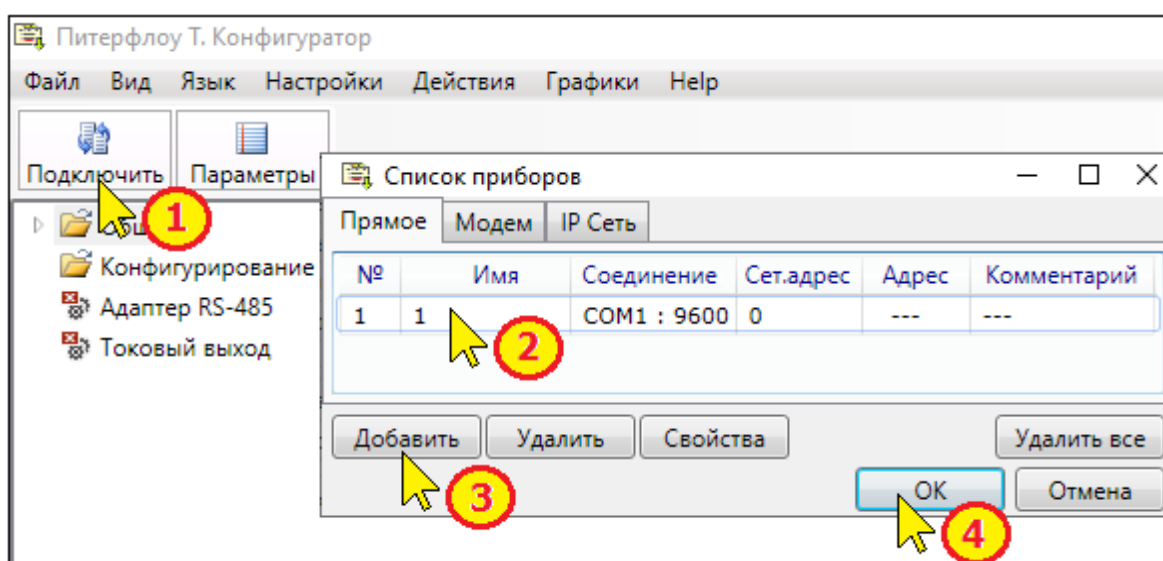 Питерфлоу Т. Конфигуратор
Файл Вид Язык Настройки Действия Графики Help
Подключить Параметры
Список приборов
1
Прямое Модем IP Сеть
Конфигурирование
№ Имя Соединение Сет.адрес Адрес Комментарий
Адаптер RS-485
1 1 COM1 : 9600 0 --- ---
2
Токовый выход
Добавить Удалить Свойства Удалить все
3
OK Отмена
4